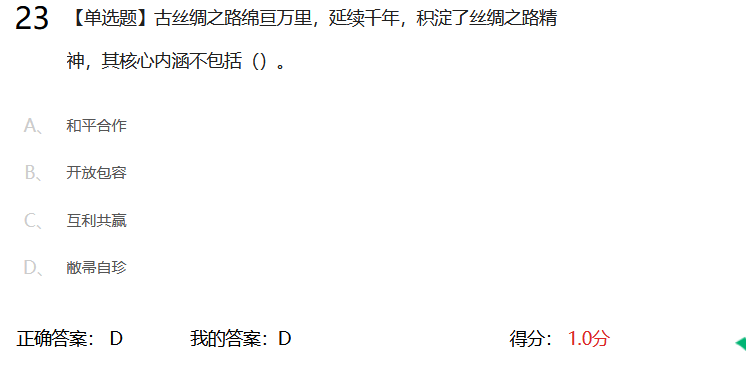 23 【单选题】古丝绸之路绵亘万里，延续千年，积淀了丝绸之路精
神，其核心内涵不包括（）。
A、 和平合作
B、 开放包容
C、 互利共赢
D、 敝帚自珍
正确答案： D 我的答案：D 得分： 1.0分